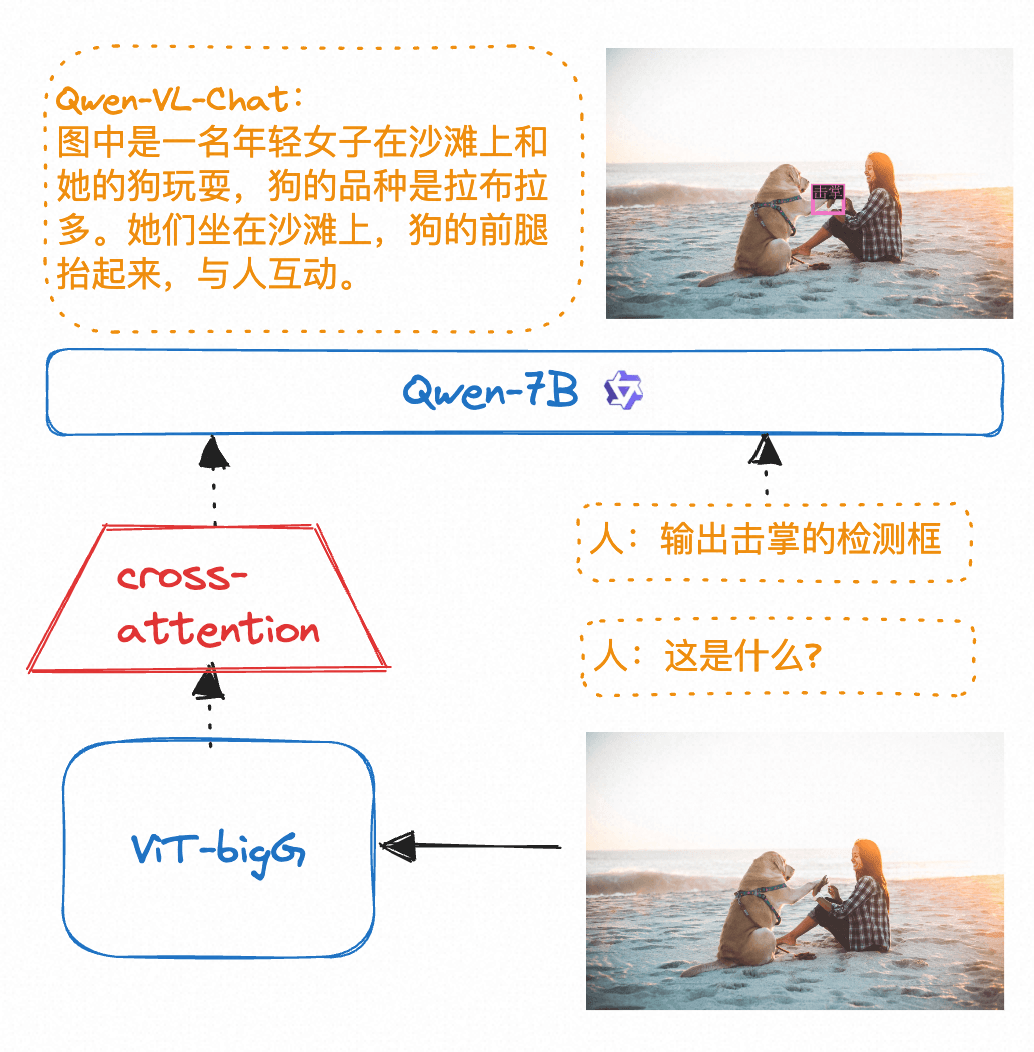 Qwen-VL-Chat:
图中是一名年轻女子在沙滩上和
她的狗玩耍，狗的品种是拉布拉
多。她们坐在沙滩上，狗的前腿
抬起来，与人互动。
击掌
Qwen-7B
人：输出击掌的检测框
cross-
attention
人：这是什么？
ViT-bigG